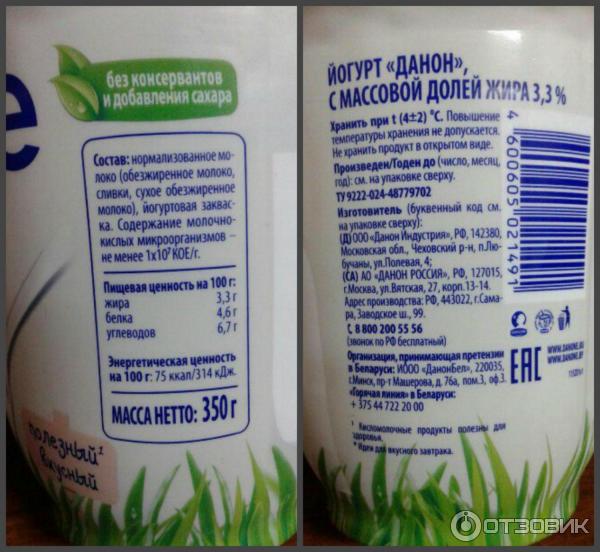 е
без консервантов
и добавления сахара
Состав: нормализованное мо-
локо (обезжиренное молоко,
сливки, сухое обезжиренное
молоко), йогуртовая заквас-
ка. Содержание молочно-
кислых микроорганизмов –
не менее 1x10⁷ КОЕ/г.
Пищевая ценность на 100 г:
жира 3,3 г
белка 4,6 г
углеводов 6,7 г
Энергетическая ценность
на 100 г: 75 ккал/314 кДж.
МАССА НЕТТО: 350 г
полезный¹
вкусный
ЙОГУРТ «ДАНОН»,
С МАССОВОЙ ДОЛЕЙ ЖИРА 3,3 %
Хранить при t (4±2) °C. Повышение
температуры хранения не допускается.
Не хранить продукт в открытом виде.
Произведен/Годен до (число, месяц,
год): см. на упаковке сверху.
ТУ 9222-024-48779702
Изготовитель (буквенный код см.
на упаковке сверху):
(Д) ООО «Данон Индустрия», РФ, 142380,
Московская обл., Чеховский р-н, п.Лю-
бучаны, ул.Полевая, 4;
(СА) АО «ДАНОН РОССИЯ», РФ, 127015,
г.Москва, ул.Вятская, 27, корп.13-14.
Адрес производства: РФ, 443022, г.Сама-
ра, Заводское ш., 99.
С. 8 800 200 55 56
(звонок по РФ бесплатный)
Организация, принимающая претензии
в Беларуси: ИООО «ДанонБел», 220035,
г.Минск, пр-т Машерова, д. 76а, пом.3, оф.3.
«Горячая линия» в Беларуси:
+ 375 44 722 20 00
¹ Кисломолочные продукты полезны для
здоровья.
* Идеи для вкусного завтрака.
4 600605 021491
EAC
WWW.DANONE.RU
WWW.DANONE.BY
ОТЗОВИК